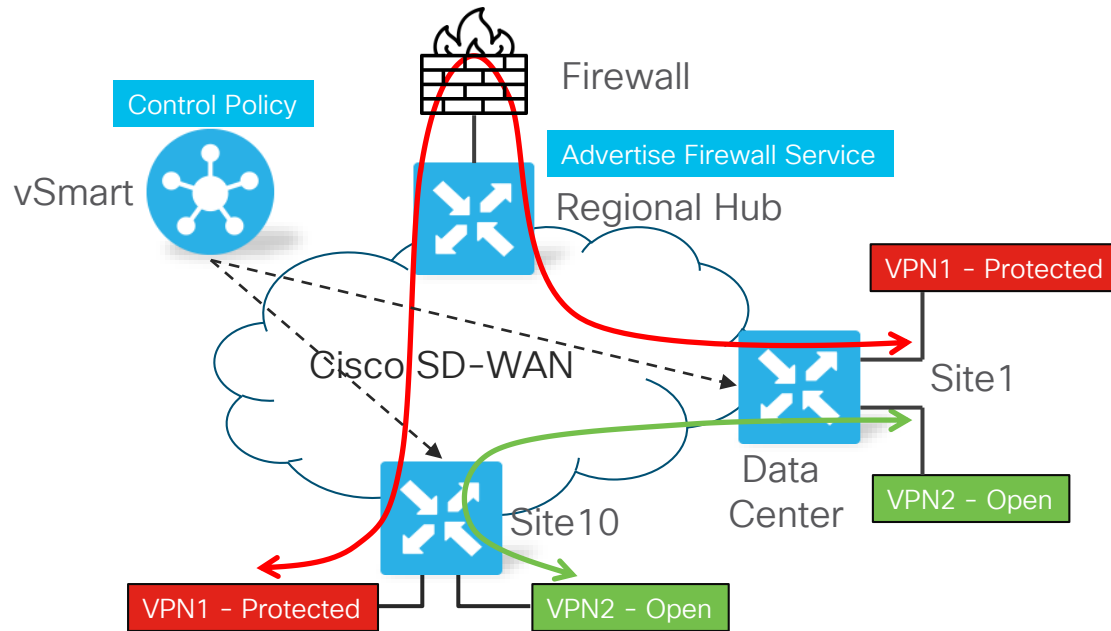 Firewall
Control Policy
Advertise Firewall Service
vSmart
Regional Hub
VPN1 - Protected
Cisco SD-WAN
Site1
Data
Center
VPN2 - Open
Site10
VPN1 - Protected
VPN2 - Open